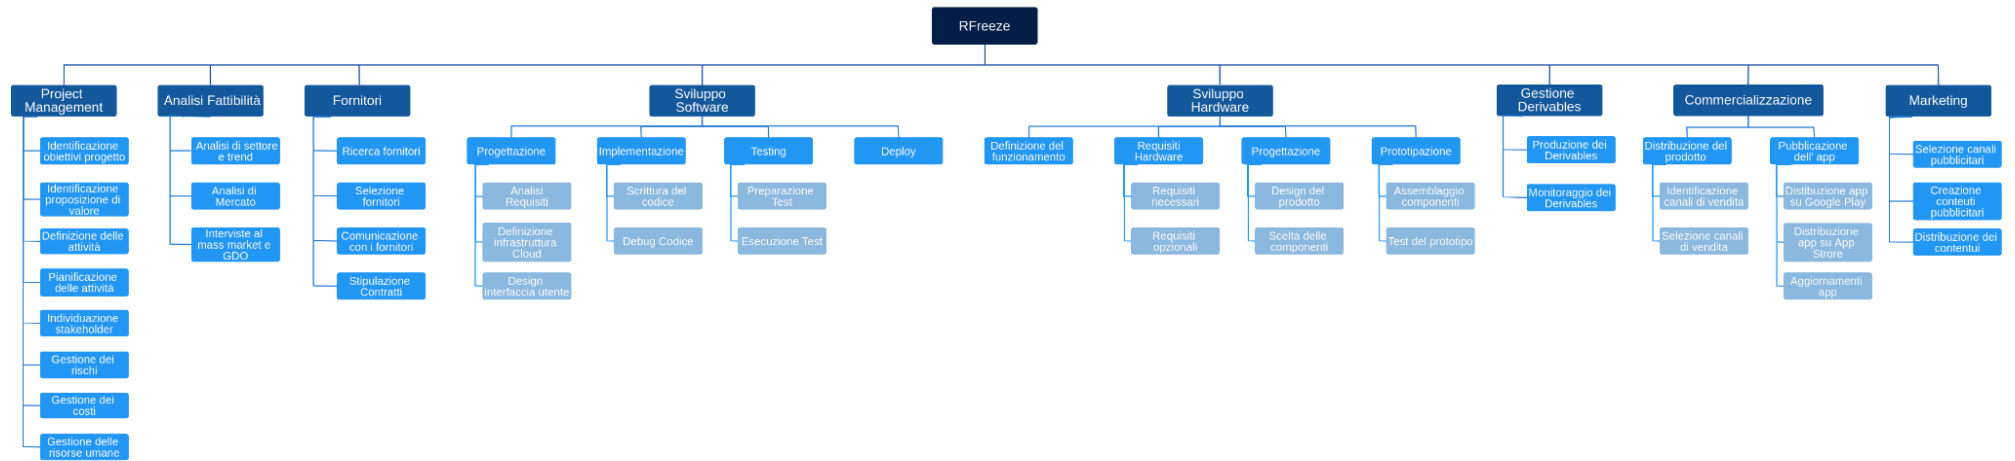 RFreeze
Project
Management
Identificazione
obiettivi progetto
Identificazione
proposizione di
valore
Definizione delle
attività
Pianificazione
delle attività
Individuazione
stakeholder
Gestione dei
rischi
Gestione dei
costi
Gestione delle
risorse umane
Analisi Fattibilità
Analisi di settore
e trend
Analisi di
Mercato
Interviste al
mass market e
GDO
Fornitori
Ricerca fornitori
Selezione
fornitori
Comunicazione
con i fornitori
Stipulazione
Contratti
Sviluppo
Software
Progettazione
Analisi
Requisiti
Definizione
infrastruttura
Cloud
Design
interfaccia utente
Implementazione
Scrittura del
codice
Debug Codice
Testing
Preparazione
Test
Esecuzione Test
Deploy
Sviluppo
Hardware
Definizione del
funzionamento
Requisiti
Hardware
Requisiti
necessari
Requisiti
opzionali
Progettazione
Design del
prodotto
Scelta delle
componenti
Prototipazione
Assemblaggio
componenti
Test del prototipo
Gestione
Derivables
Produzione dei
Derivables
Monitoraggio dei
Derivables
Commercializzazione
Distribuzione del
prodotto
Identificazione
canali di vendita
Selezione canali
di vendita
Pubblicazione
dell' app
Distibuzione app
su Google Play
Distribuzione
app su App
Strore
Aggiornamenti
app
Marketing
Selezione canali
pubblicitari
Creazione
conteuti
pubblicitari
Distribuzione dei
contentui